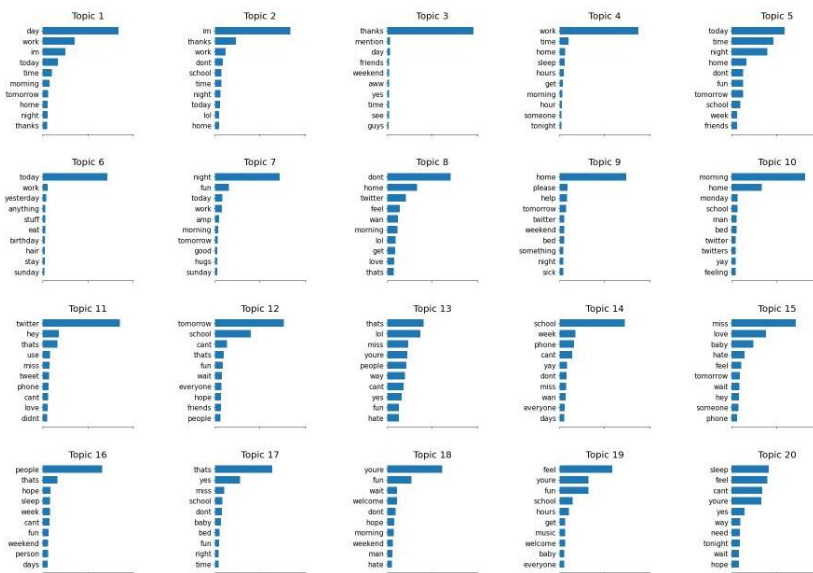 Topic 1
day
work
im
today
time
morning
tomorrow
home
night
thanks
Topic 2
im
thanks
work
dont
school
time
night
today
lol
home
Topic 3
thanks
mention
day
friends
weekend
aww
yes
time
see
guys
Topic 4
work
time
home
sleep
hours
get
morning
hour
someone
tonight
Topic 5
today
time
night
home
dont
fun
tomorrow
school
week
friends
Topic 6
today
work
yesterday
anything
stuff
eat
birthday
hair
stay
sunday
Topic 7
night
fun
today
work
amp
morning
tomorrow
good
hugs
sunday
Topic 8
dont
home
twitter
feel
wan
morning
lol
get
love
thats
Topic 9
home
please
help
tomorrow
twitter
weekend
bed
something
night
sick
Topic 10
morning
home
monday
school
man
bed
twitter
twitters
yay
feeling
Topic 11
twitter
hey
thats
use
miss
tweet
phone
cant
love
didnt
Topic 12
tomorrow
school
cant
thats
fun
wait
everyone
hope
friends
people
Topic 13
thats
lol
miss
youre
people
way
cant
yes
fun
hate
Topic 14
school
week
phone
cant
yay
dont
miss
wan
everyone
days
Topic 15
miss
love
baby
hate
feel
tomorrow
wait
hey
someone
phone
Topic 16
people
thats
hope
sleep
week
cant
fun
weekend
person
days
Topic 17
thats
yes
miss
school
dont
baby
bed
fun
right
time
Topic 18
youre
fun
wait
welcome
dont
hope
morning
weekend
man
hate
Topic 19
feel
youre
fun
school
hours
get
music
welcome
baby
everyone
Topic 20
sleep
feel
cant
youre
yes
way
need
tonight
wait
hope